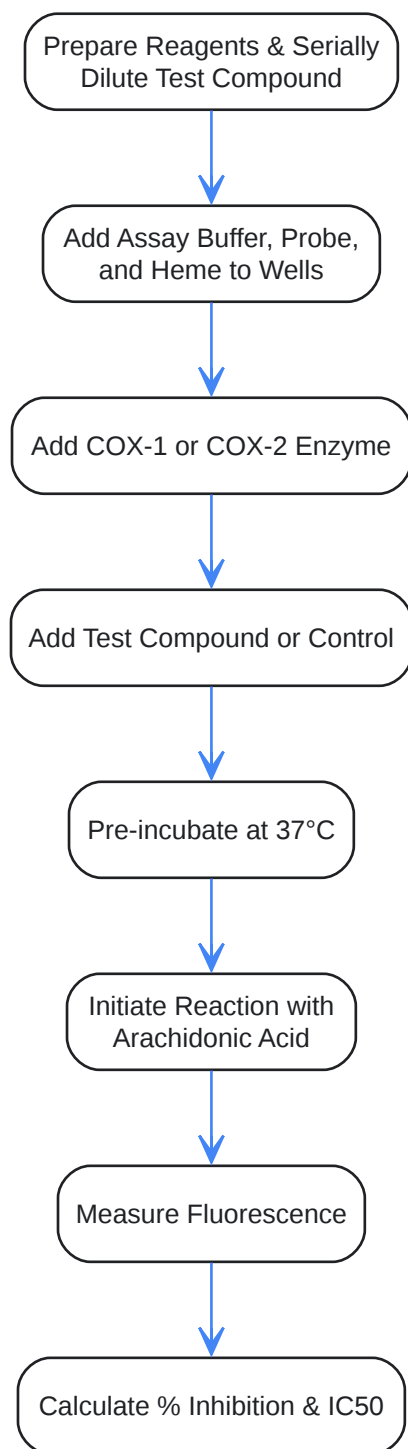 Prepare Reagents & Serially
Dilute Test Compound
Add Assay Buffer, Probe,
and Heme to Wells
Add COX-1 or COX-2 Enzyme
Add Test Compound or Control
Pre-incubate at 37°C
Initiate Reaction with
Arachidonic Acid
Measure Fluorescence
Calculate % Inhibition & IC50